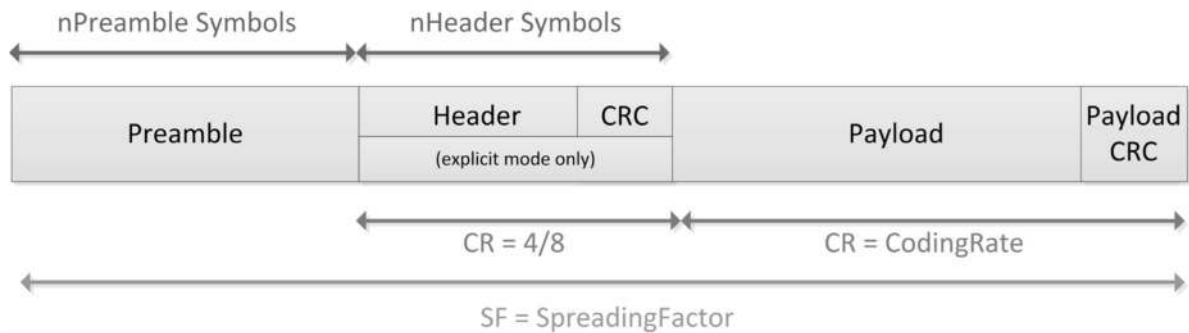 nPreamble Symbols
nHeader Symbols
Preamble
Header
CRC
(explicit mode only)
Payload
Payload
CRC
CR = 4/8
CR = CodingRate
SF = SpreadingFactor